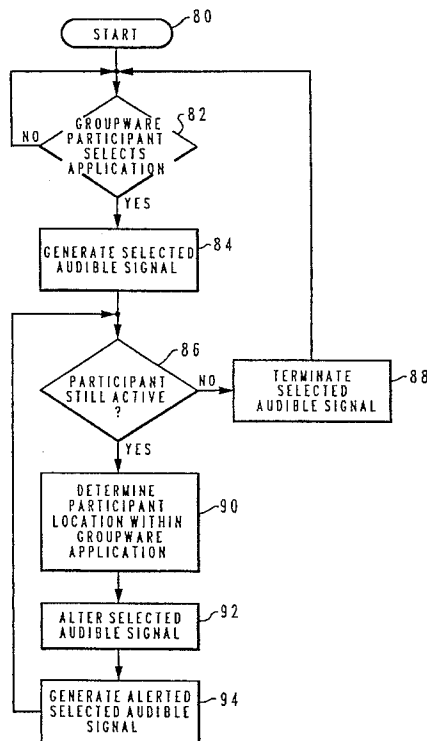 80
START
82
GROUPWARE
PARTICIPANT
SELECTS
APPLICATION
NO
YES
84
GENERATE SELECTED
AUDIBLE SIGNAL
86
PARTICIPANT
STILL ACTIVE
?
NO
88
TERMINATE
SELECTED
AUDIBLE SIGNAL
YES
90
DETERMINE
PARTICIPANT
LOCATION WITHIN
GROUPWARE
APPLICATION
92
ALTER SELECTED
AUDIBLE SIGNAL
94
GENERATE ALERTED
SELECTED AUDIBLE
SIGNAL